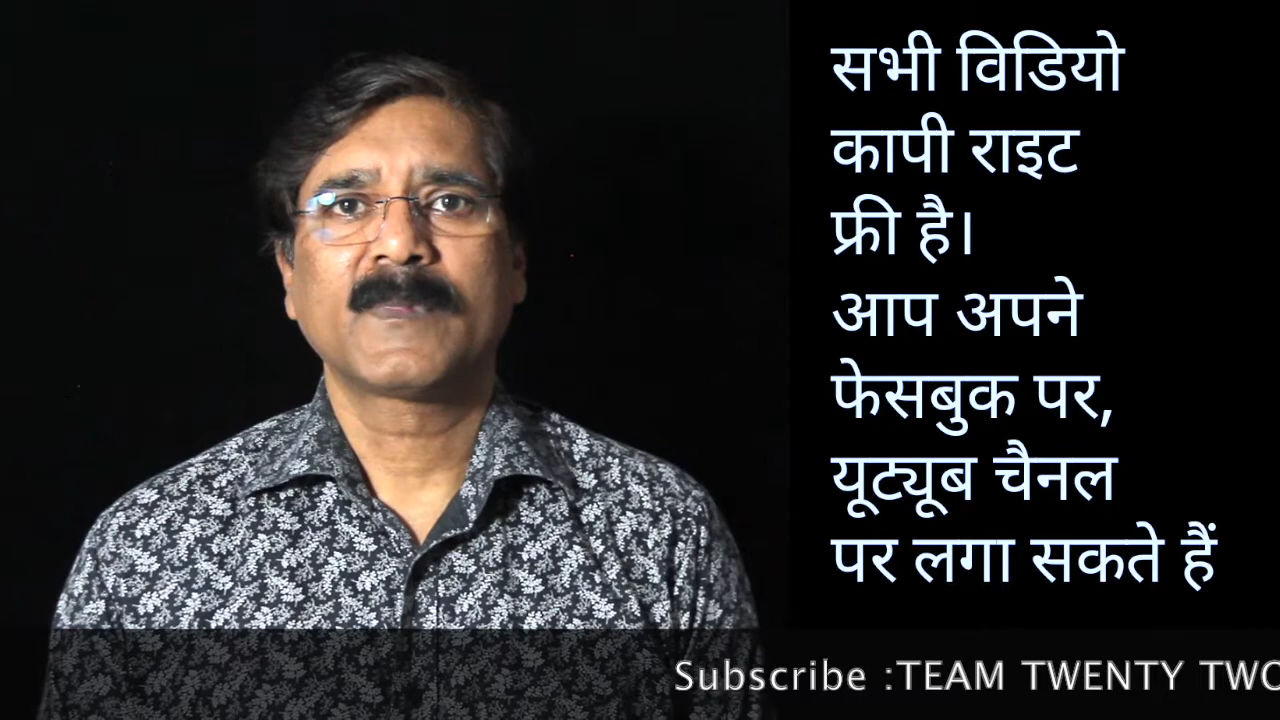 सभी विडियो
कापी राइट
फ्री है।
आप अपने
फेसबुक पर,
यूट्यूब चैनल
पर लगा सकते हैं
Subscribe :TEAM TWENTY TWO